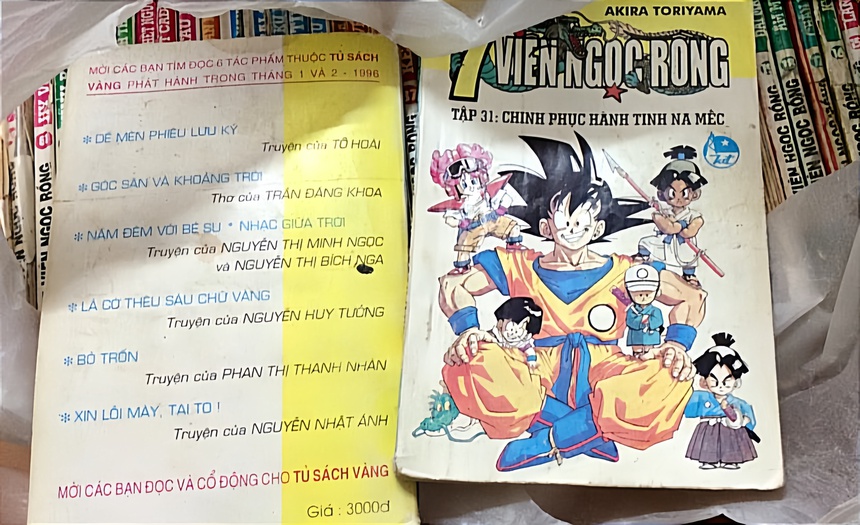 MỜI CÁC BẠN TÌM ĐỌC 6 TÁC PHẨM THUỘC TỦ SÁCH
VÀNG PHÁT HÀNH TRONG THÁNG 1 VÀ 2 - 1996
* DẾ MÈN PHIÊU LƯU KÝ
Truyện của TÔ HOÀI
* GÓC SÂN VÀ KHOẢNG TRỜI
Thơ của TRẦN ĐĂNG KHOA
* NĂM ĐÊM VỚI BÉ SU * NHẠC GIỮA TRỜI
Truyện của NGUYỄN THỊ MINH NGỌC
và NGUYỄN THỊ BÍCH NGA
* LÁ CỜ THÊU SÁU CHỮ VÀNG
Truyện của NGUYỄN HUY TƯỞNG
* BỎ TRỐN
Truyện của PHAN THỊ THANH NHÀN
* XIN LỖI MÀY, TAI TO !
Truyện của NGUYỄN NHẬT ÁNH
MỜI CÁC BẠN ĐỌC VÀ CỔ ĐỘNG CHO TỦ SÁCH VÀNG
Giá : 3000đ
AKIRA TORIYAMA
7 VIÊN NGỌC RỒNG
TẬP 31: CHINH PHỤC HÀNH TINH NA MẾC
VIÊN NGỌC RỒNG
NGỌC RỒNG
VIÊN NGỌC RỒNG